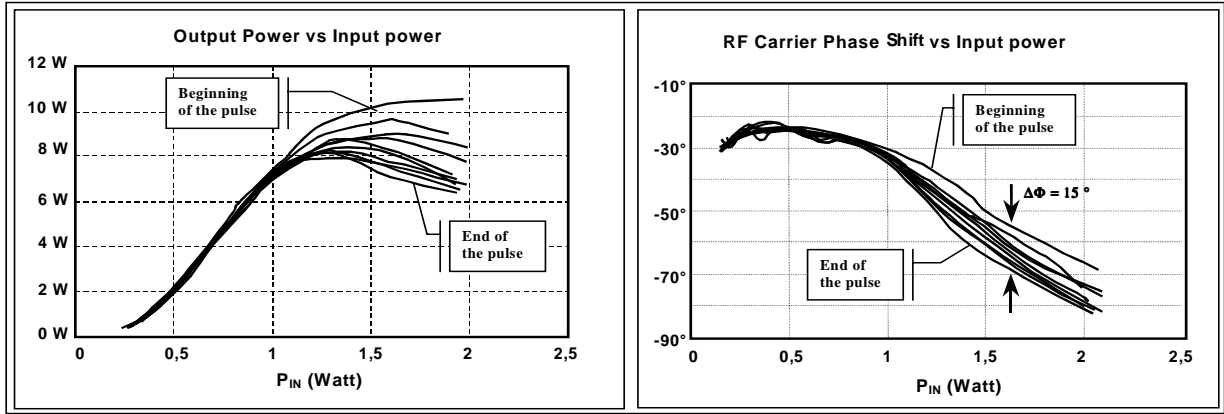 Output Power vs Input power
12 W
10 W
8 W
6 W
4 W
2 W
0 W
Beginning
of the pulse
End of
the pulse
0 0,5 1 1,5 2 2,5
PIN (Watt)
RF Carrier Phase Shift vs Input power
-10°
-30°
-50°
-70°
-90°
Beginning
of the pulse
ΔΦ = 15 °
End of
the pulse
0 0,5 1 1,5 2 2,5
PIN (Watt)